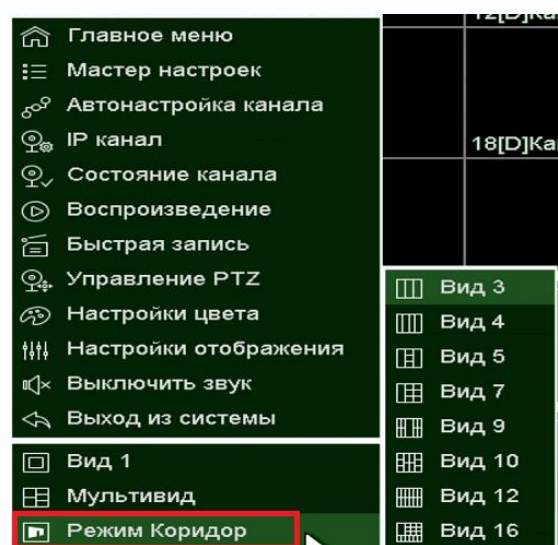 Главное меню
Мастер настроек
Автонастройка канала
IP канал
Состояние канала
Воспроизведение
Быстрая запись
Управление PTZ
Настройки цвета
Настройки отображения
Выключить звук
Выход из системы
Вид 1
Мультивид
Режим Коридор
18[D]Ка
Вид 3
Вид 4
Вид 5
Вид 7
Вид 9
Вид 10
Вид 12
Вид 16